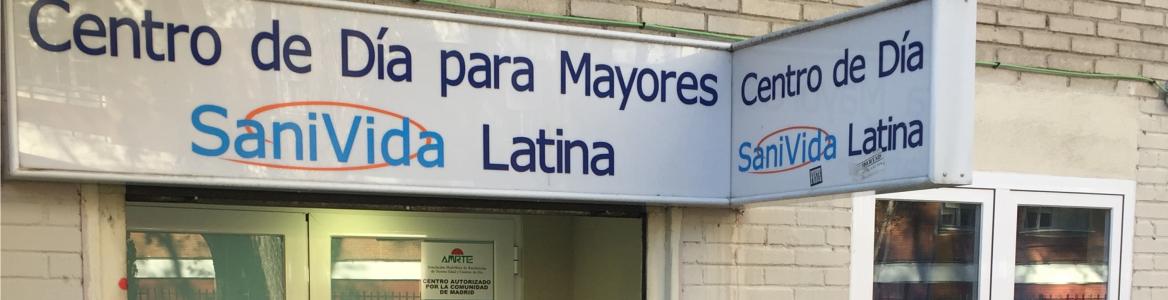 Centro de Día para Mayores
SaniVida Latina
Centro de Día
SaniVida Latina
AMRTE
CENTRO AUTORIZADO
POR LA COMUNIDAD
DE MADRID